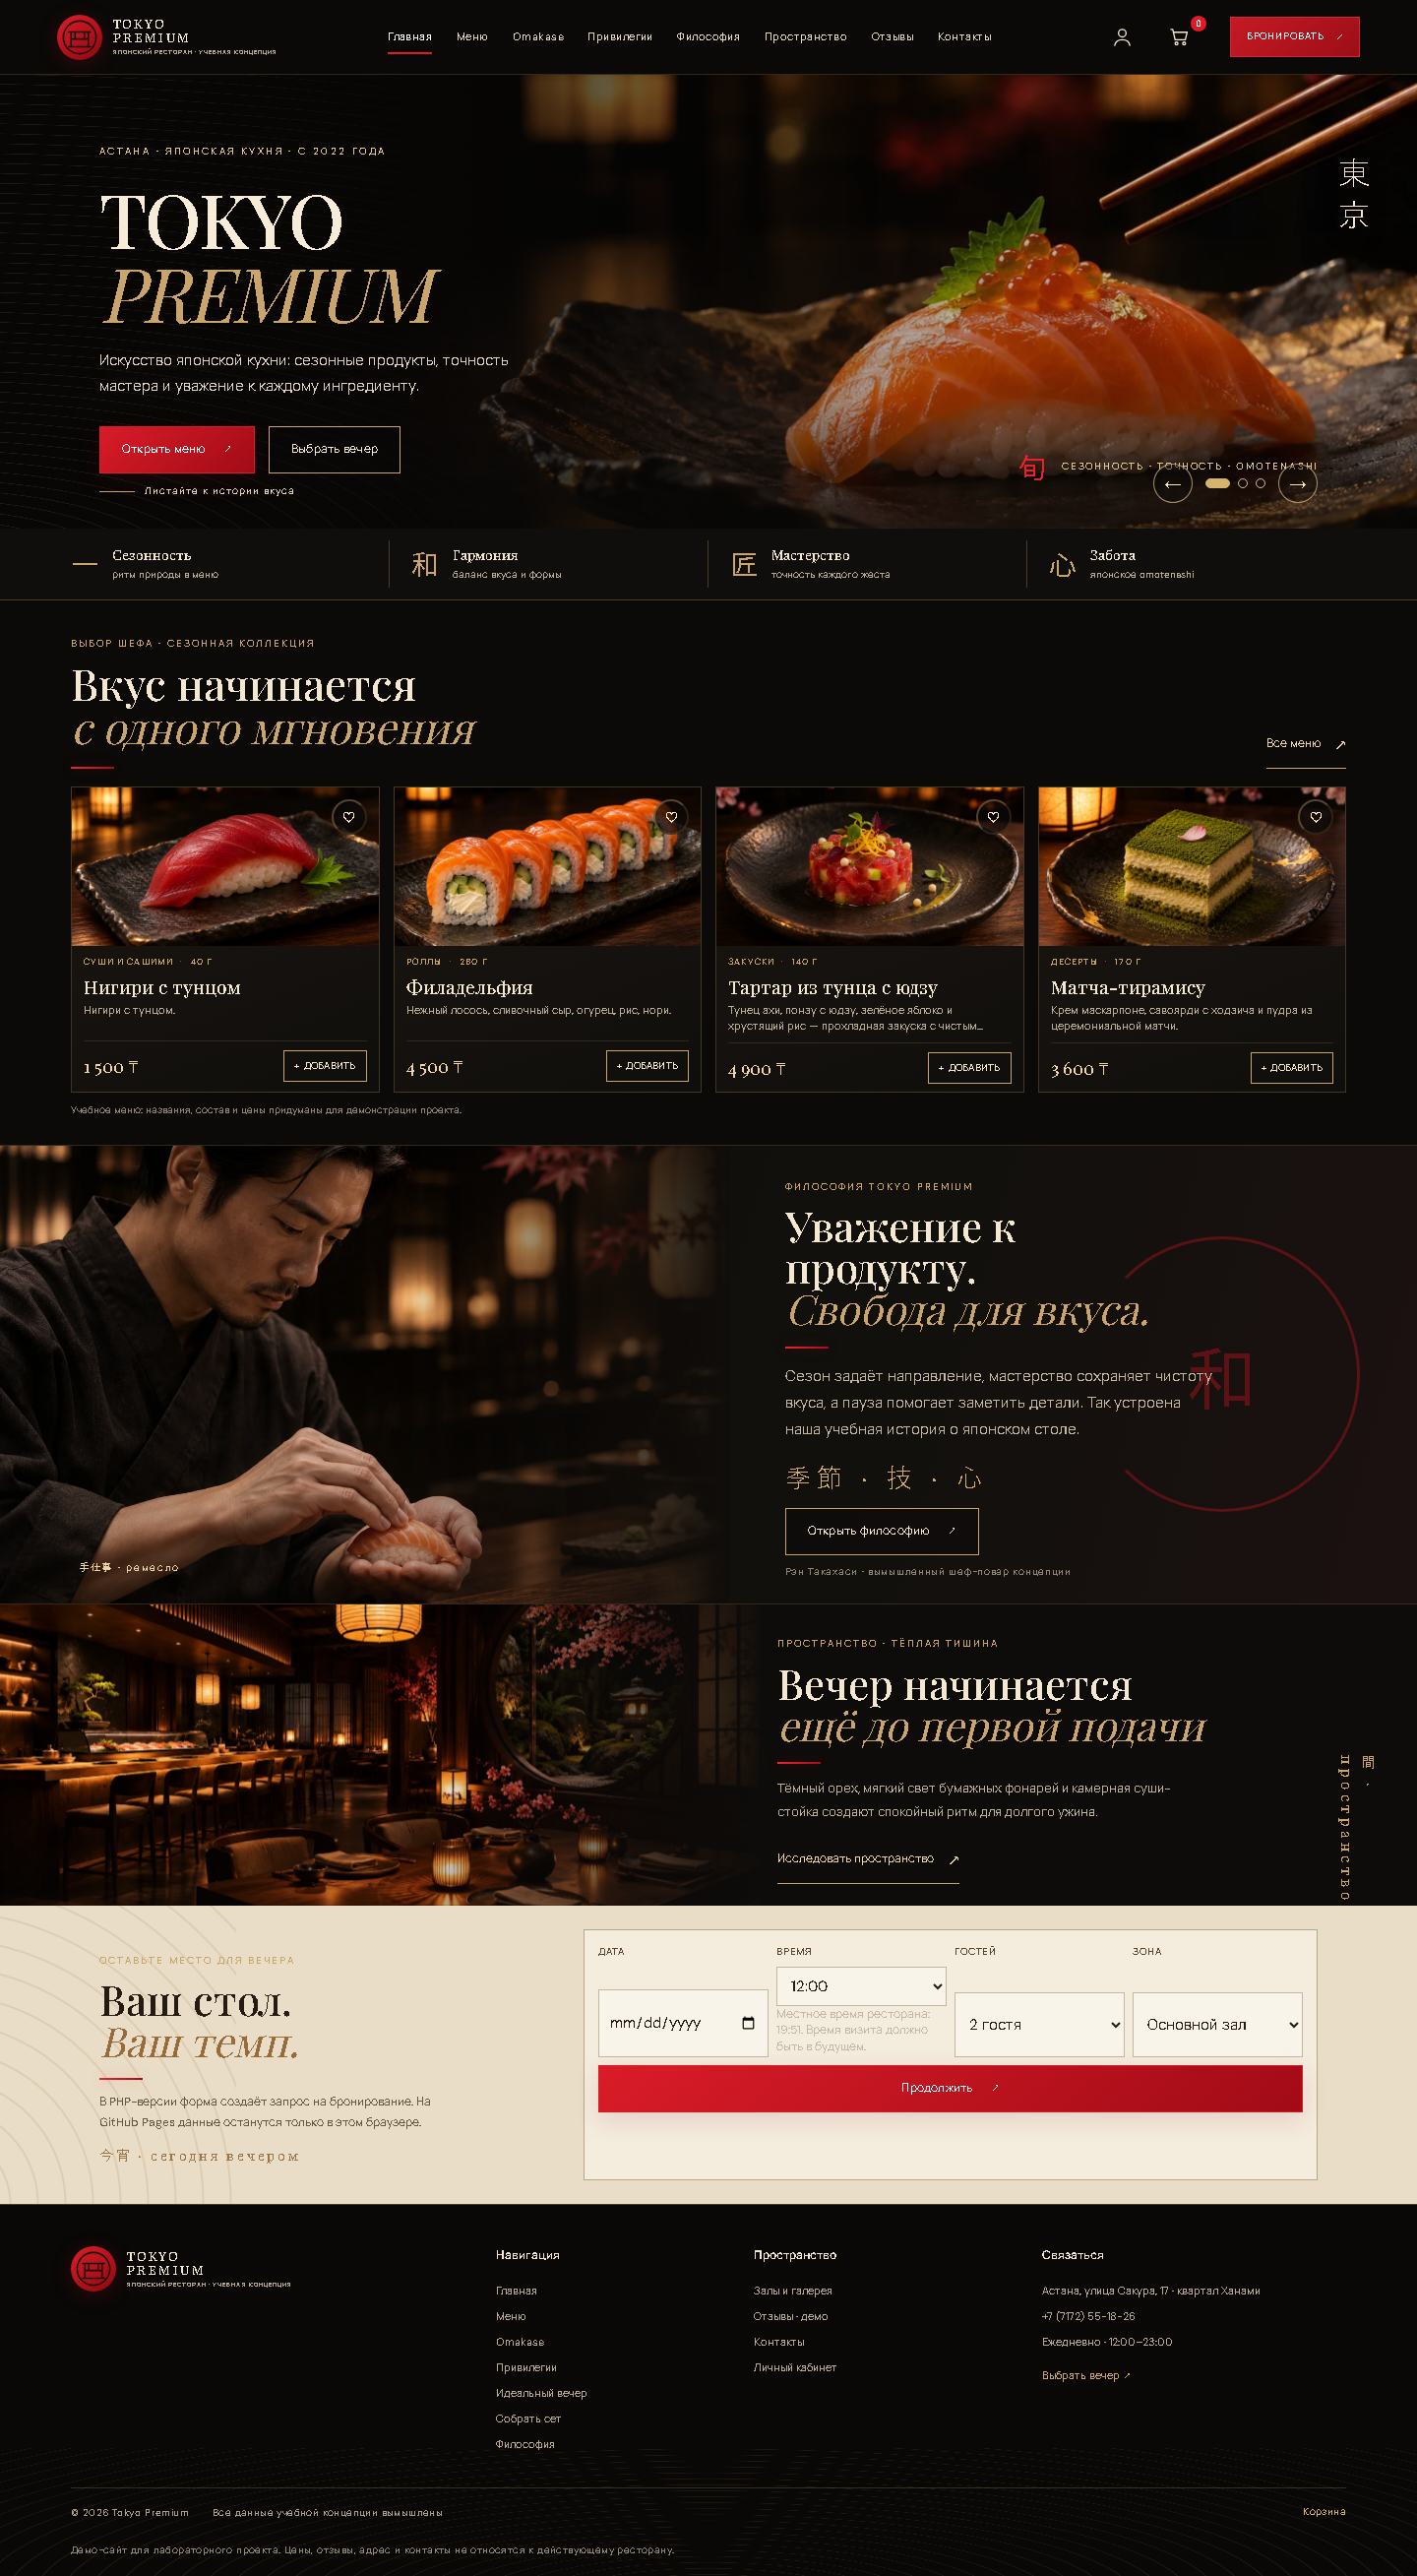 TOKYO
PREMIUM
ЯПОНСКИЙ РЕСТОРАН · УЧЕБНАЯ КОНЦЕПЦИЯ
Главная
Меню
Omakase
Привилегии
Философия
Пространство
Отзывы
Контакты
0
БРОНИРОВАТЬ ↗
АСТАНА · ЯПОНСКАЯ КУХНЯ · С 2022 ГОДА
TOKYO
PREMIUM
東
京
Искусство японской кухни: сезонные продукты, точность
мастера и уважение к каждому ингредиенту.
Открыть меню ↗
Выбрать вечер
Листайте к истории вкуса
旬 СЕЗОННОСТЬ · ТОЧНОСТЬ · OMOTENASHI
← →
一 Сезонность
ритм природы в меню
和 Гармония
баланс вкуса и формы
匠 Мастерство
точность каждого жеста
心 Забота
японское omotenashi
ВЫБОР ШЕФА · СЕЗОННАЯ КОЛЛЕКЦИЯ
Вкус начинается
с одного мгновения
Все меню ↗
СУШИ И САШИМИ · 40 Г
Нигири с тунцом
Нигири с тунцом.
1 500 ₸
+ ДОБАВИТЬ
РОЛЛЫ · 280 Г
Филадельфия
Нежный лосось, сливочный сыр, огурец, рис, нори.
4 500 ₸
+ ДОБАВИТЬ
ЗАКУСКИ · 140 Г
Тартар из тунца с юдзу
Тунец ахи, понзу с юдзу, зелёное яблоко и
хрустящий рис — прохладная закуска с чистым...
4 900 ₸
+ ДОБАВИТЬ
ДЕСЕРТЫ · 170 Г
Матча-тирамису
Крем маскарпоне, савоярди с ходзича и пудра из
церемониальной матчи.
3 600 ₸
+ ДОБАВИТЬ
Учебное меню: названия, состав и цены придуманы для демонстрации проекта.
手仕事 · ремесло
ФИЛОСОФИЯ TOKYO PREMIUM
Уважение к
продукту.
Свобода для вкуса.
和
Сезон задаёт направление, мастерство сохраняет чистоту
вкуса, а пауза помогает заметить детали. Так устроена
наша учебная история о японском столе.
季節 · 技 · 心
Открыть философию ↗
Рэн Такахаси · вымышленный шеф-повар концепции
ПРОСТРАНСТВО · ТЁПЛАЯ ТИШИНА
Вечер начинается
ещё до первой подачи
Тёмный орех, мягкий свет бумажных фонарей и камерная суши-
стойка создают спокойный ритм для долгого ужина.
Исследовать пространство ↗
間 ·
пространство
ОСТАВЬТЕ МЕСТО ДЛЯ ВЕЧЕРА
Ваш стол.
Ваш темп.
В PHP-версии форма создаёт запрос на бронирование. На
GitHub Pages данные останутся только в этом браузере.
今宵 · сегодня вечером
ДАТА
mm/dd/yyyy
ВРЕМЯ
12:00
Местное время ресторана:
19:51. Время визита должно
быть в будущем.
ГОСТЕЙ
2 гостя
ЗОНА
Основной зал
Продолжить ↗
TOKYO
PREMIUM
ЯПОНСКИЙ РЕСТОРАН · УЧЕБНАЯ КОНЦЕПЦИЯ
Навигация
Главная
Меню
Omakase
Привилегии
Идеальный вечер
Собрать сет
Философия
Пространство
Залы и галерея
Отзывы · демо
Контакты
Личный кабинет
Связаться
Астана, улица Сакура, 17 · квартал Ханами
+7 (7172) 55-18-26
Ежедневно · 12:00–23:00
Выбрать вечер ↗
© 2026 Tokyo Premium
Все данные учебной концепции вымышлены
Корзина
Демо-сайт для лабораторного проекта. Цены, отзывы, адрес и контакты не относятся к действующему ресторану.